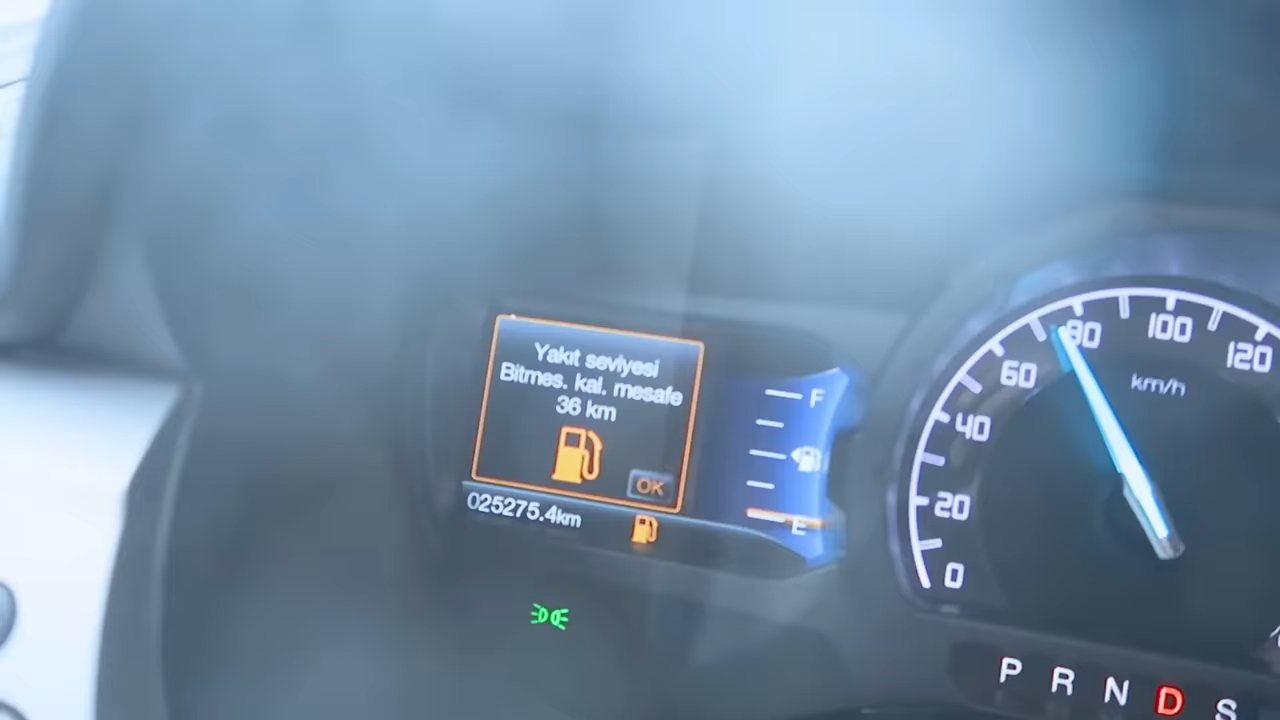 Yakıt seviyesi
Bitmes. kal. mesafe
36 km
OK
025275.4km
F
E
0
20
40
60
80
100
120
km/h
P R N D S